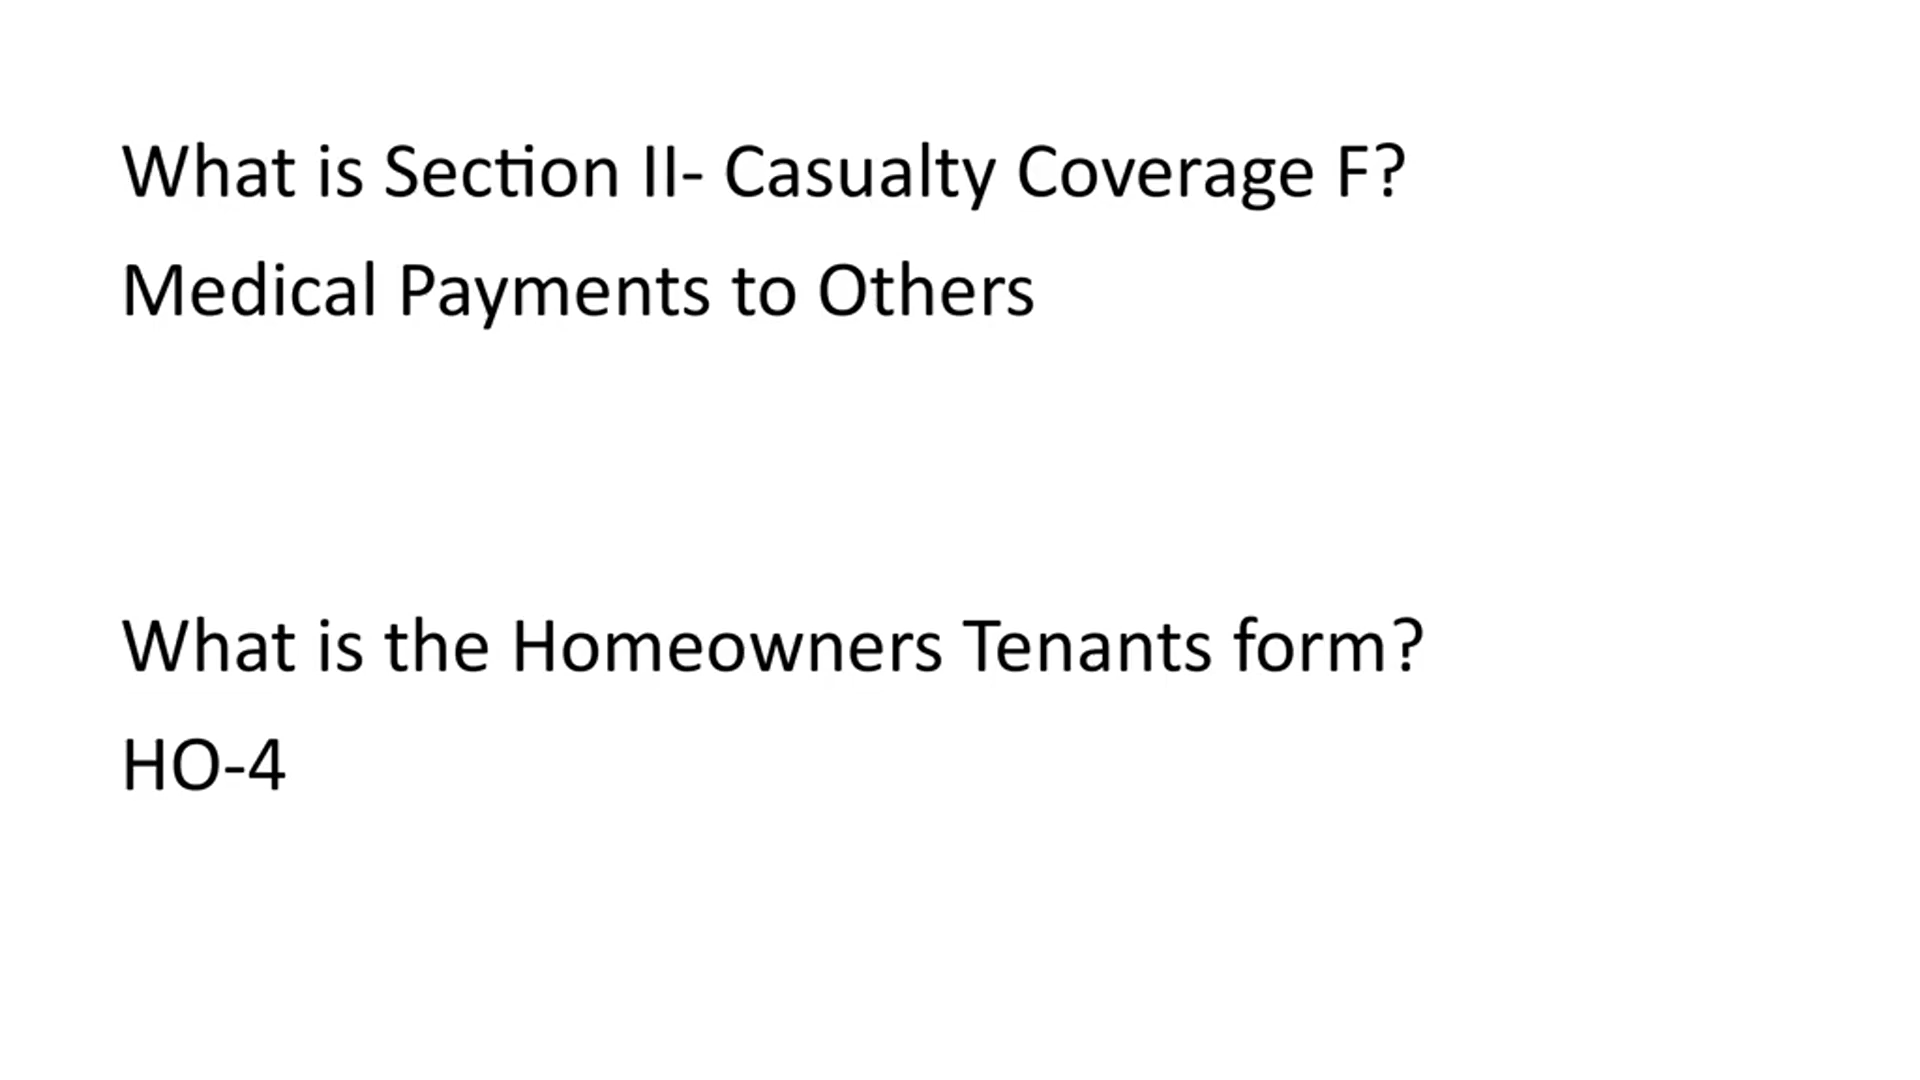 What is Section II- Casualty Coverage F?
Medical Payments to Others
What is the Homeowners Tenants form?
HO-4